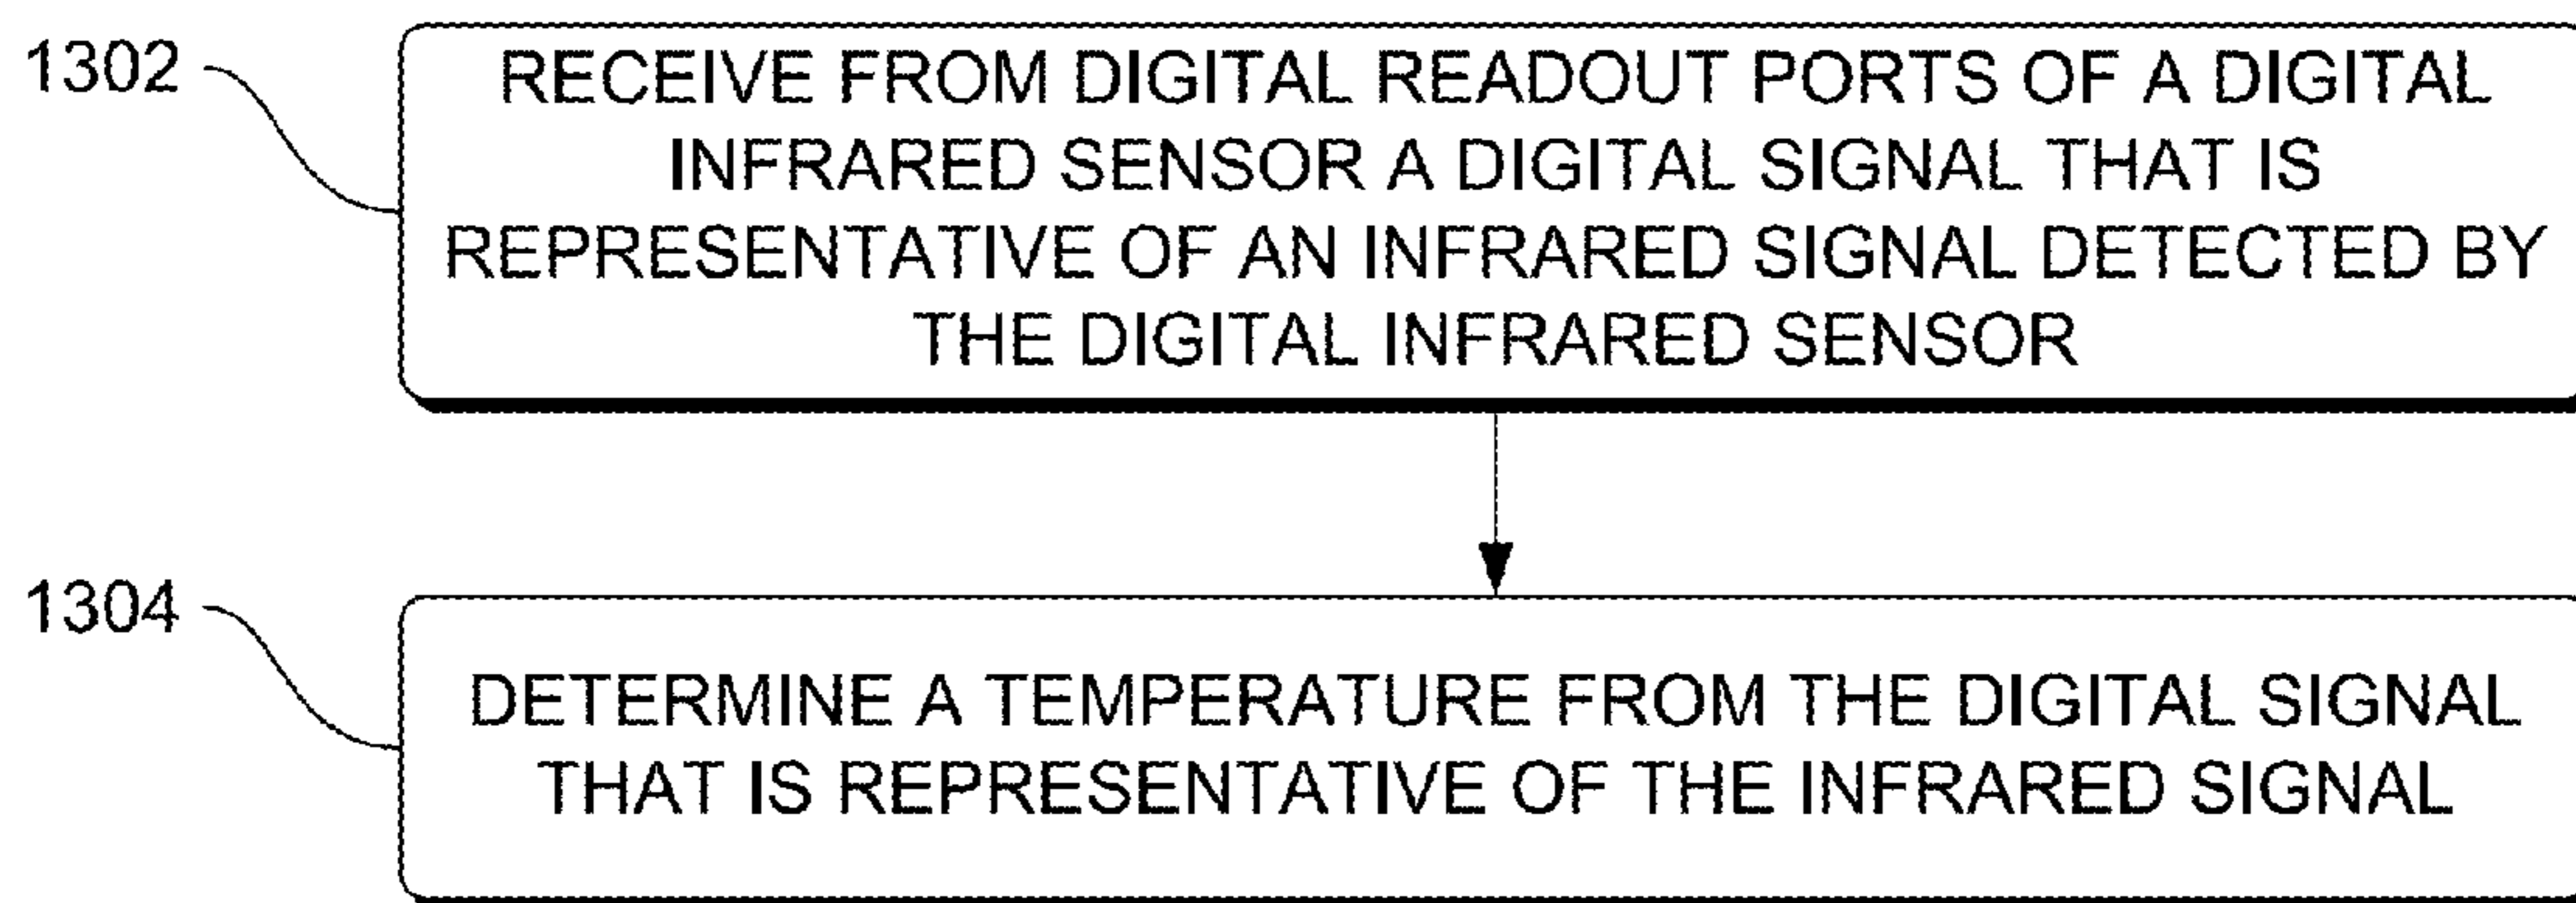 1302
RECEIVE FROM DIGITAL READOUT PORTS OF A DIGITAL
INFRARED SENSOR A DIGITAL SIGNAL THAT IS
REPRESENTATIVE OF AN INFRARED SIGNAL DETECTED BY
THE DIGITAL INFRARED SENSOR
1304
DETERMINE A TEMPERATURE FROM THE DIGITAL SIGNAL
THAT IS REPRESENTATIVE OF THE INFRARED SIGNAL